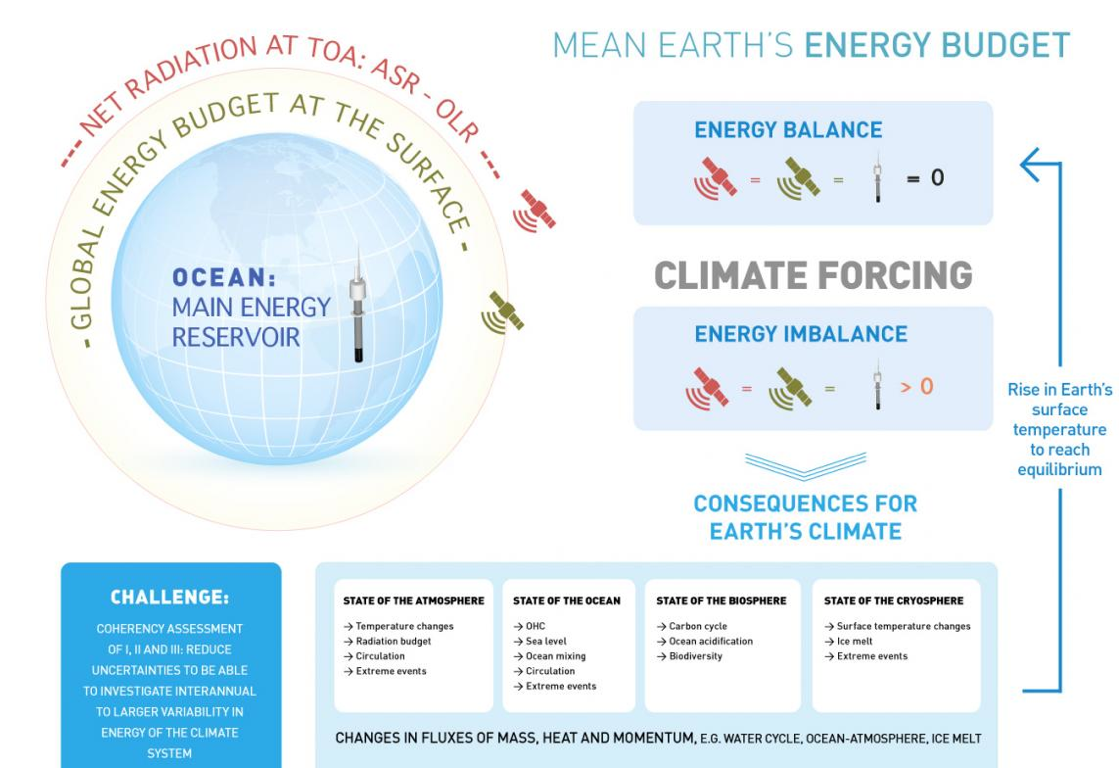 MEAN EARTH'S ENERGY BUDGET
--- NET RADIATION AT TOA: ASR - OLR ---
- GLOBAL ENERGY BUDGET AT THE SURFACE -
OCEAN:
MAIN ENERGY
RESERVOIR
ENERGY BALANCE
= = = 0
CLIMATE FORCING
ENERGY IMBALANCE
= = > 0
Rise in Earth's
surface
temperature
to reach
equilibrium
CONSEQUENCES FOR
EARTH'S CLIMATE
CHALLENGE:
COHERENCY ASSESSMENT
OF I, II AND III: REDUCE
UNCERTAINTIES TO BE ABLE
TO INVESTIGATE INTERANNUAL
TO LARGER VARIABILITY IN
ENERGY OF THE CLIMATE
SYSTEM
STATE OF THE ATMOSPHERE
→ Temperature changes
→ Radiation budget
→ Circulation
→ Extreme events
STATE OF THE OCEAN
→ OHC
→ Sea level
→ Ocean mixing
→ Circulation
→ Extreme events
STATE OF THE BIOSPHERE
→ Carbon cycle
→ Ocean acidification
→ Biodiversity
STATE OF THE CRYOSPHERE
→ Surface temperature changes
→ Ice melt
→ Extreme events
CHANGES IN FLUXES OF MASS, HEAT AND MOMENTUM, E.G. WATER CYCLE, OCEAN-ATMOSPHERE, ICE MELT